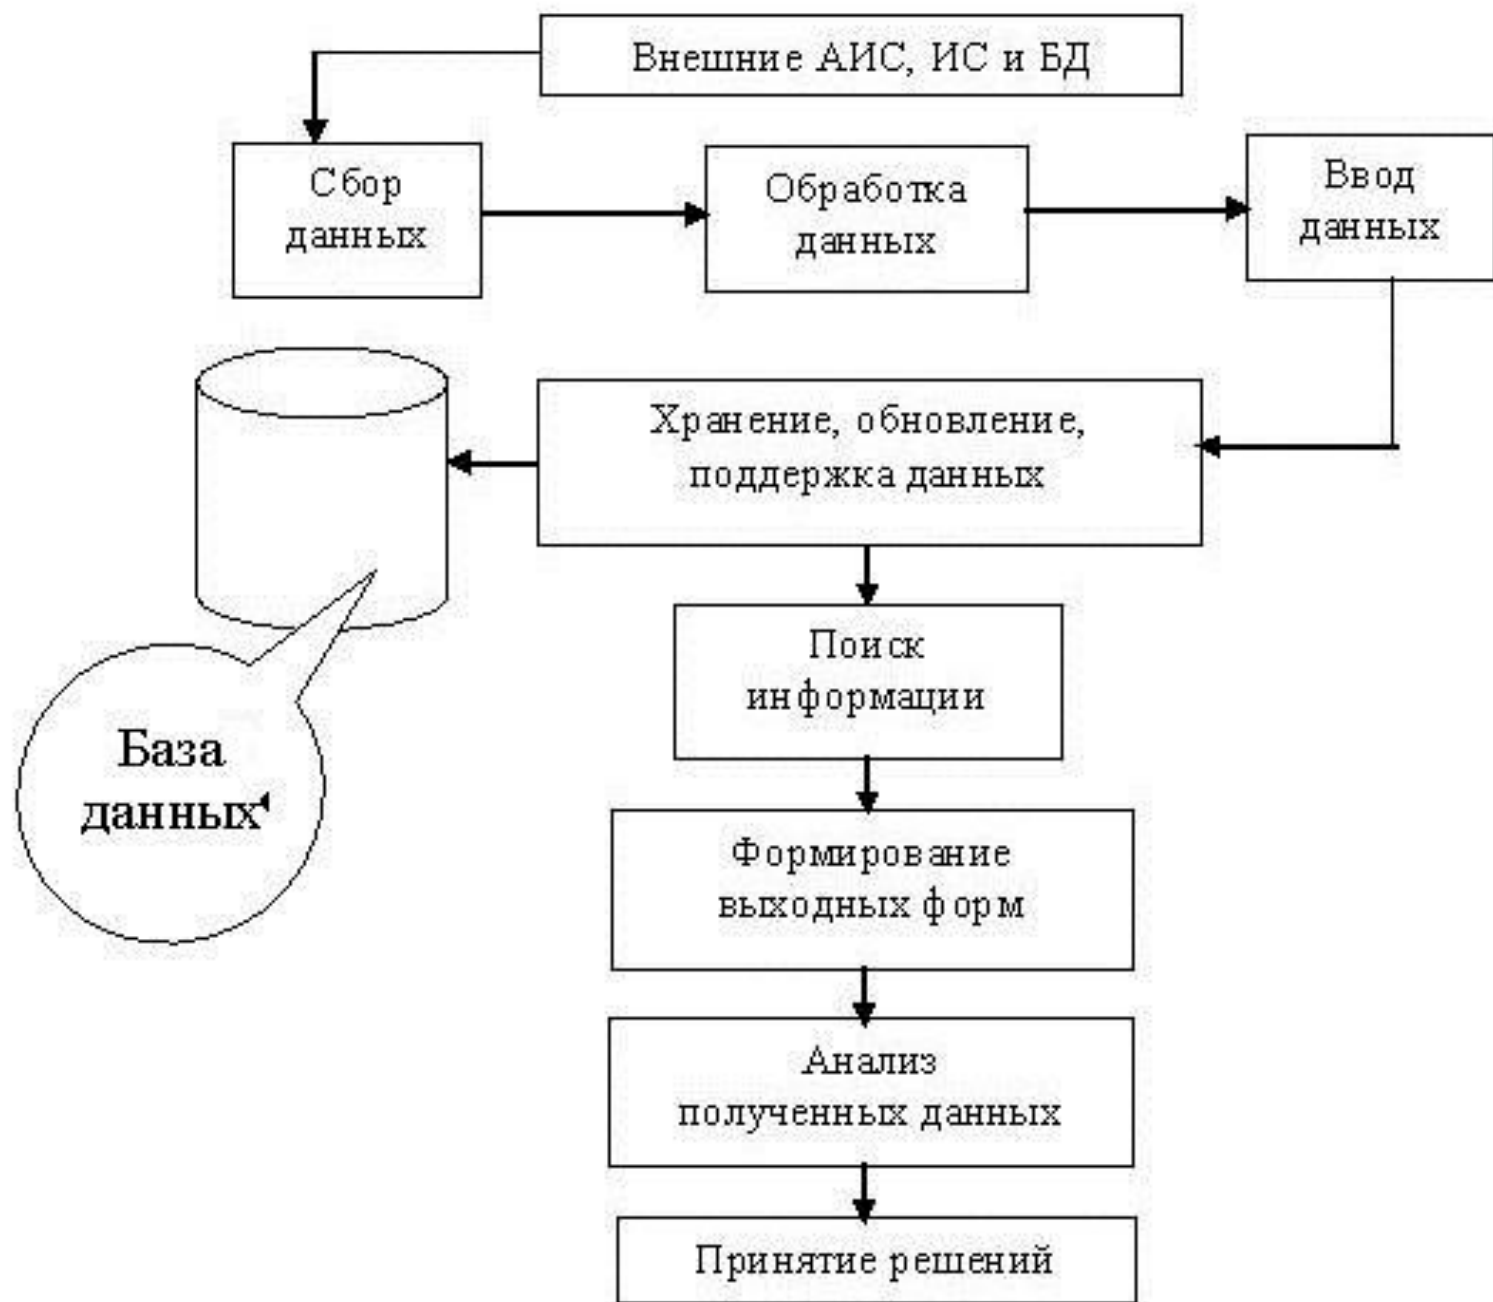 Внешние АИС, ИС и БД
Сбор
данных
Обработка
данных
Ввод
данных
Хранение, обновление,
поддержка данных
Поиск
информации
База
данных
Формирование
выходных форм
Анализ
полученных данных
Принятие решений